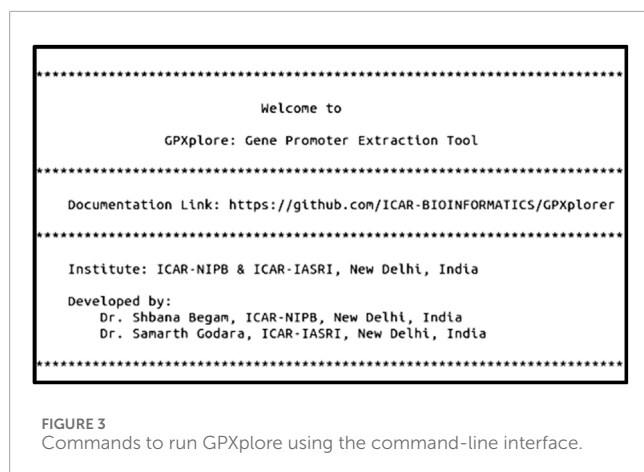 *************************************************************************
Welcome to
GPXplore: Gene Promoter Extraction Tool
*************************************************************************
Documentation Link: https://github.com/ICAR-BIOINFORMATICS/GPXplorer
*************************************************************************
Institute: ICAR-NIPB & ICAR-IASRI, New Delhi, India
Developed by:
Dr. Shbana Begam, ICAR-NIPB, New Delhi, India
Dr. Samarth Godara, ICAR-IASRI, New Delhi, India
*************************************************************************
FIGURE 3
Commands to run GPXplore using the command-line interface.